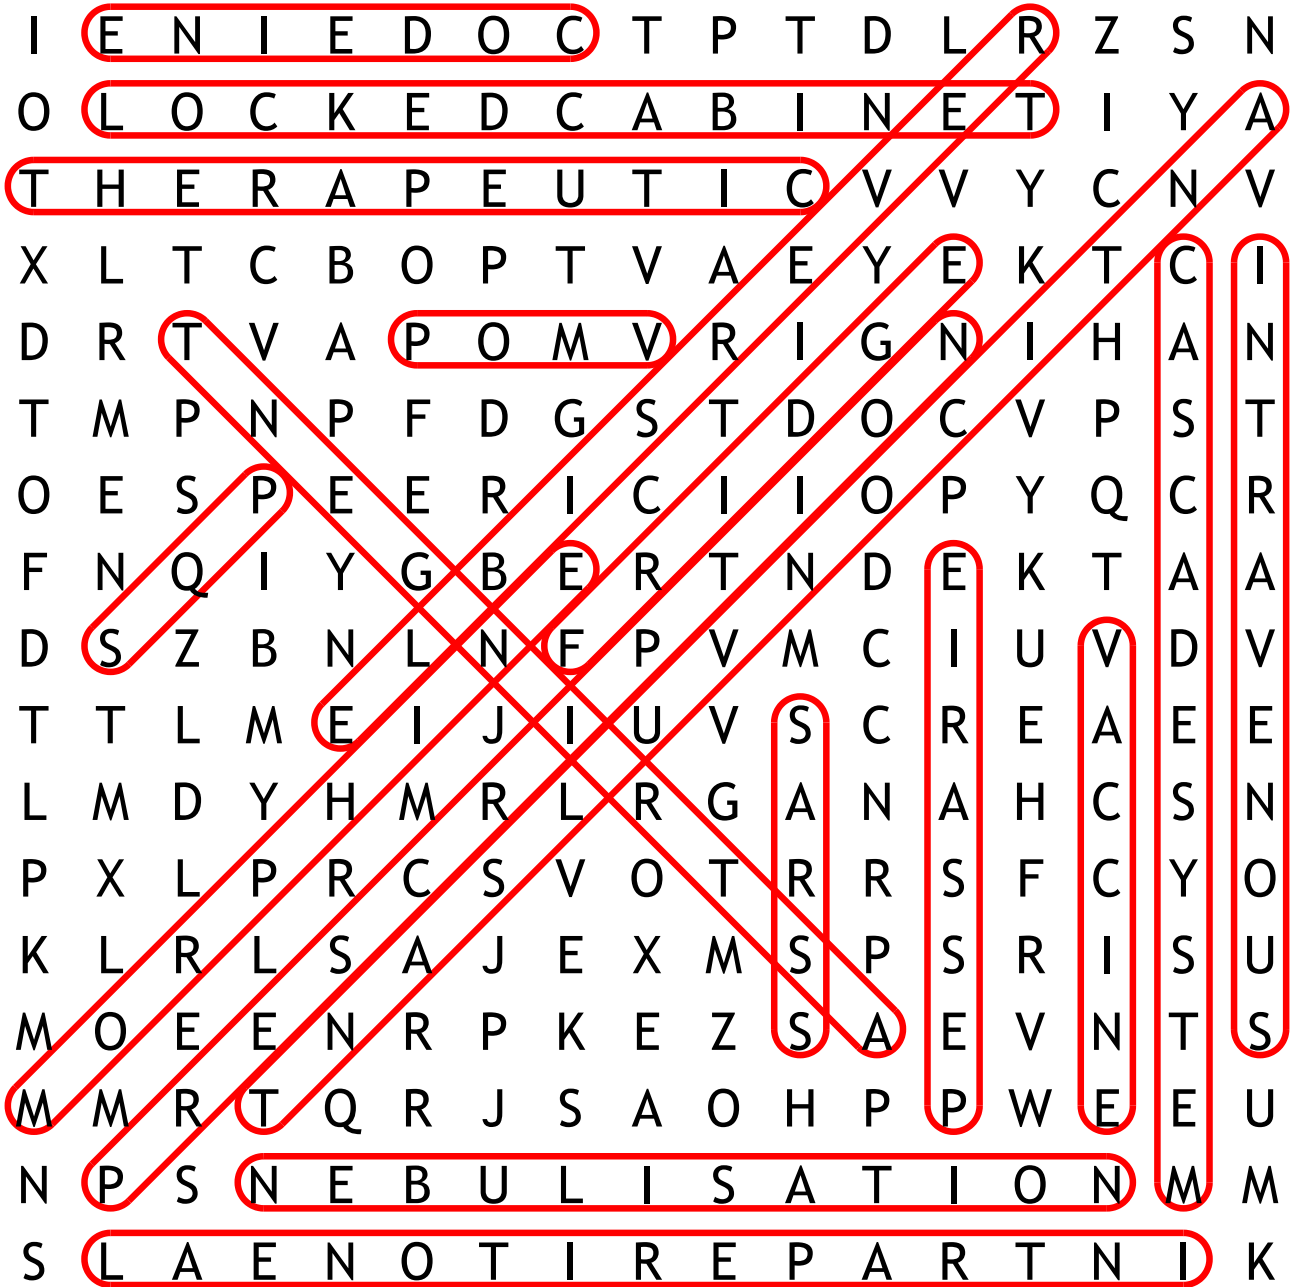 I E N I E D O C T P T D L R Z S N
O L O C K E D C A B I N E T I Y A
T H E R A P E U T I C V V Y C N V
X L T C B O P T V A E Y E K T C I
D R T V A P O M V R I G N I H A N
T M P N P F D G S T D O C V P S T
O E S P E E R I C I I O P Y Q C R
F N Q I Y G B E R T N D E K T A A
D S Z B N L N F P V M C I U V D V
T T L M E I J I U V S C R E A E E
L M D Y H M R L R G A N A H C S N
P X L P R C S V O T R R S F C Y O
K L R L S A J E X M S P S R I S U
M O E E N R P K E Z S A E V N T S
M M R T Q R J S A O H P P W E E U
N P S N E B U L I S A T I O N M M
S L A E N O T I R E P A R T N I K